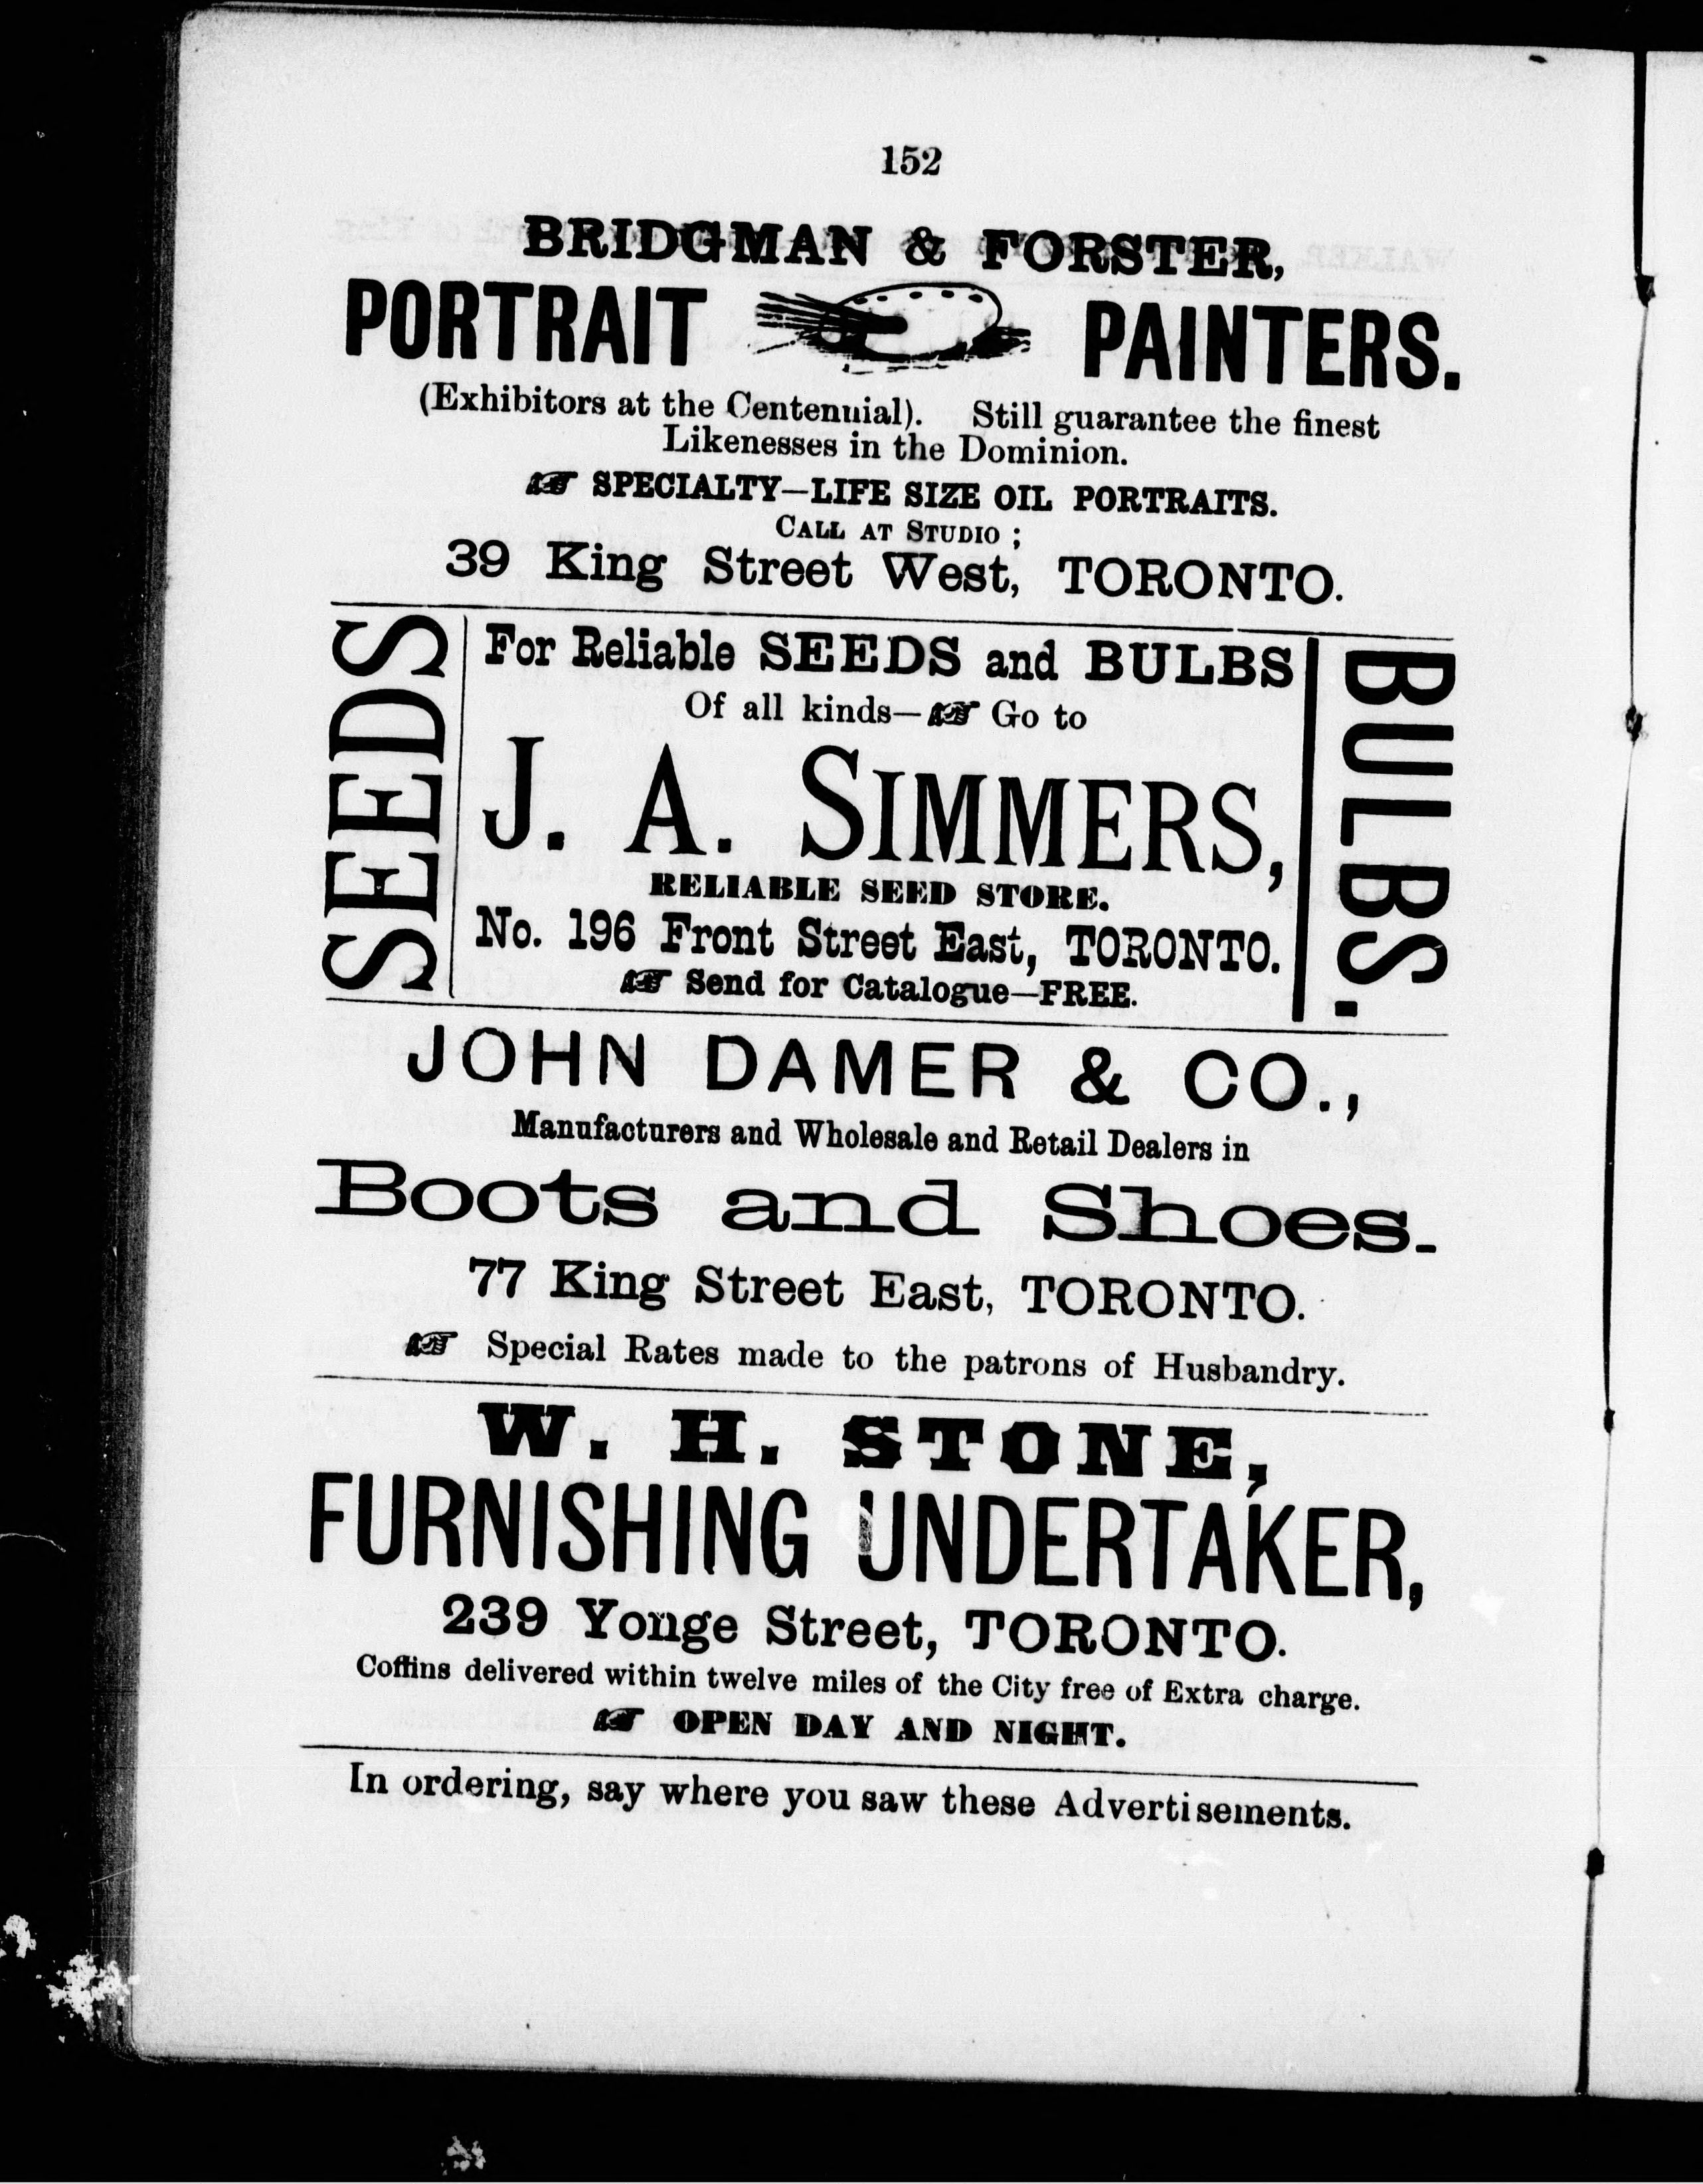 152
BRIDGMAN & FORSTER,
PORTRAIT PAINTERS.
(Exhibitors at the Centennial). Still guarantee the finest
Likenesses in the Dominion.
☞ SPECIALTY—LIFE SIZE OIL PORTRAITS.
CALL AT STUDIO ;
39 King Street West, TORONTO.
SEEDS
For Reliable SEEDS and BULBS
Of all kinds—☞ Go to
J. A. SIMMERS,
RELIABLE SEED STORE.
No. 196 Front Street East, TORONTO.
☞ Send for Catalogue—FREE.
BULBS.
JOHN DAMER & CO.,
Manufacturers and Wholesale and Retail Dealers in
Boots and Shoes.
77 King Street East, TORONTO.
☞ Special Rates made to the patrons of Husbandry.
W. H. STONE,
FURNISHING UNDERTAKER,
239 Yonge Street, TORONTO.
Coffins delivered within twelve miles of the City free of Extra charge.
☞ OPEN DAY AND NIGHT.
In ordering, say where you saw these Advertisements.